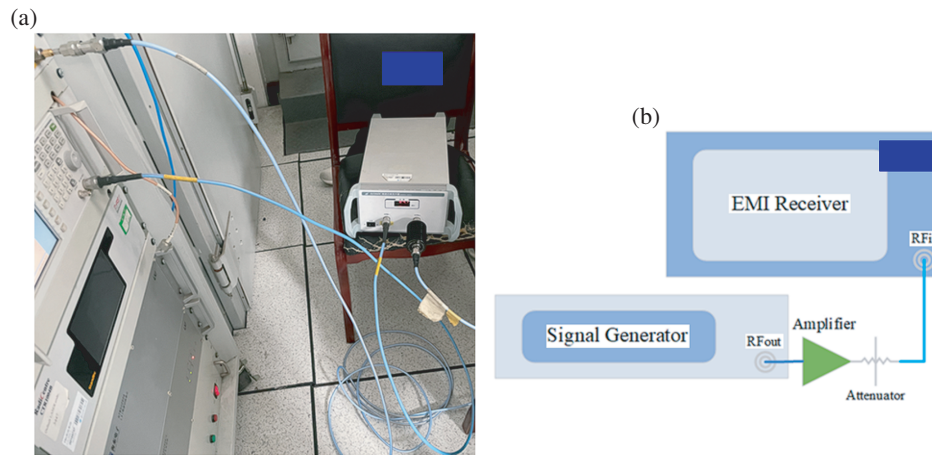 (a)
(b)
EMI Receiver
RFi
Signal Generator
RFout
Amplifier
Attenuator